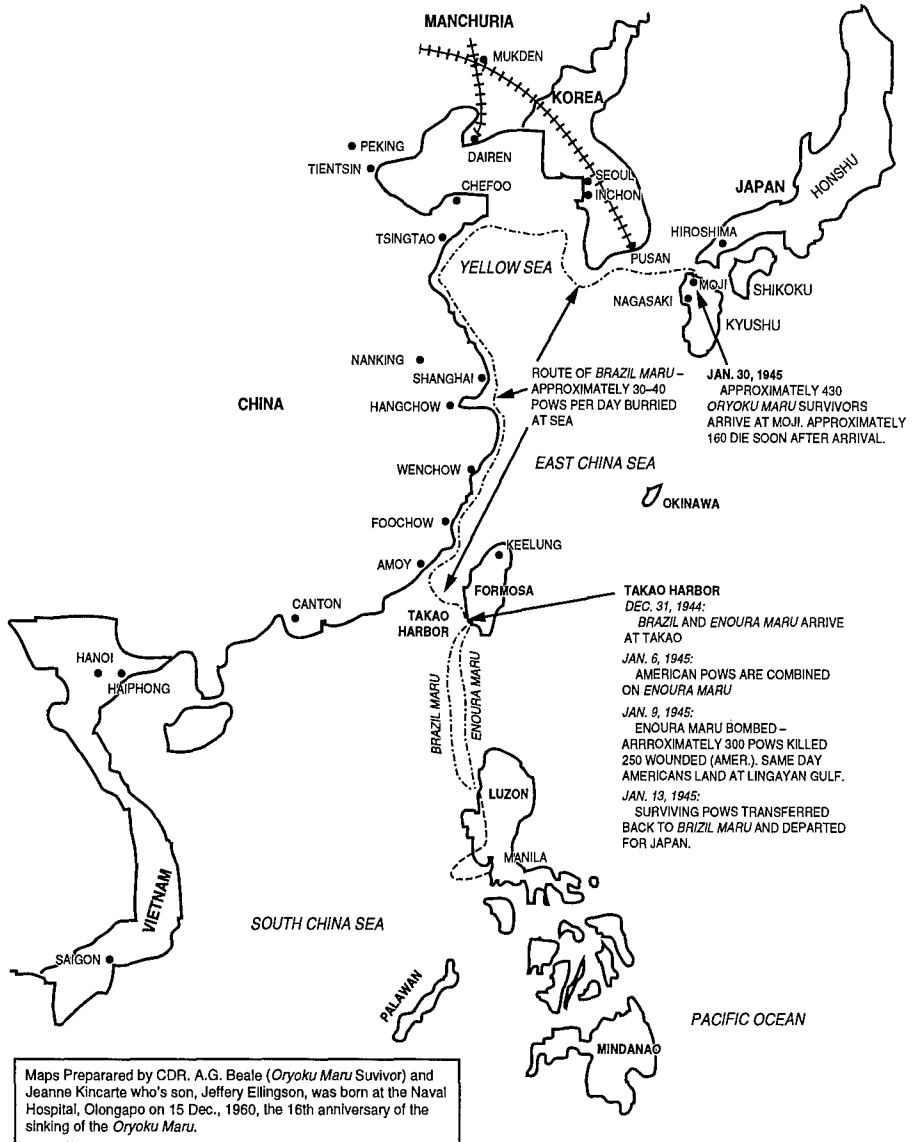 MANCHURIA
MUKDEN
KOREA
PEKING
TIENTSIN
DAIREN
CHEFOO
SEOUL
INCHON
JAPAN
HONSHU
TSINGTAO
HIROSHIMA
YELLOW SEA
PUSAN
MOJI
SHIKOKU
NAGASAKI
KYUSHU
NANKING
SHANGHAI
HANGCHOW
CHINA
ROUTE OF BRAZIL MARU –
APPROXIMATELY 30–40
POWS PER DAY BURRIED
AT SEA
JAN. 30, 1945
APPROXIMATELY 430
ORYOKU MARU SURVIVORS
ARRIVE AT MOJI. APPROXIMATELY
160 DIE SOON AFTER ARRIVAL.
WENCHOW
EAST CHINA SEA
OKINAWA
FOOCHOW
AMOY
KEELUNG
FORMOSA
CANTON
TAKAO
HARBOR
TAKAO HARBOR
DEC. 31, 1944:
BRAZIL AND ENOURA MARU ARRIVE
AT TAKAO
JAN. 6, 1945:
AMERICAN POWS ARE COMBINED
ON ENOURA MARU
JAN. 9, 1945:
ENOURA MARU BOMBED –
ARRROXIMATELY 300 POWS KILLED
250 WOUNDED (AMER.). SAME DAY
AMERICANS LAND AT LINGAYAN GULF.
JAN. 13, 1945:
SURVIVING POWS TRANSFERRED
BACK TO BRIZIL MARU AND DEPARTED
FOR JAPAN.
HANOI
HAIPHONG
BRAZIL MARU
ENOURA MARU
LUZON
MANILA
VIETNAM
SOUTH CHINA SEA
SAIGON
PALAWAN
PACIFIC OCEAN
MINDANAO
Maps Preparared by CDR. A.G. Beale (Oryoku Maru Suvivor) and
Jeanne Kincarte who's son, Jeffery Ellingson, was born at the Naval
Hospital, Olongapo on 15 Dec., 1960, the 16th anniversary of the
sinking of the Oryoku Maru.